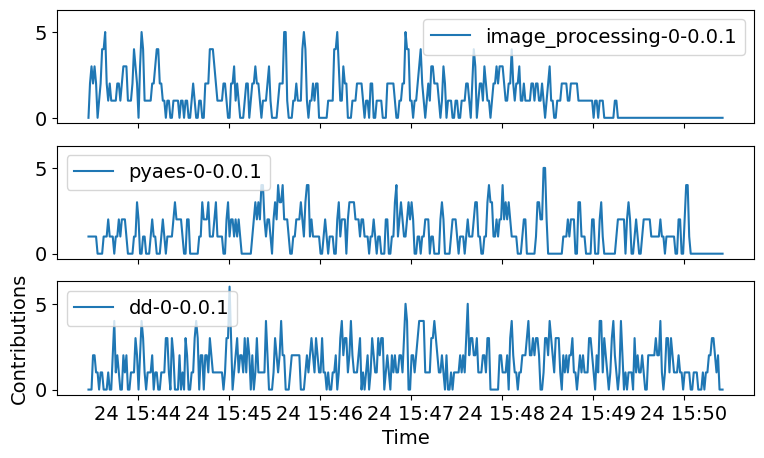 5
image_processing-0-0.0.1
0
5
pyaes-0-0.0.1
0
5
dd-0-0.0.1
0
Contributions
24 15:44 24 15:45 24 15:46 24 15:47 24 15:48 24 15:49 24 15:50
Time